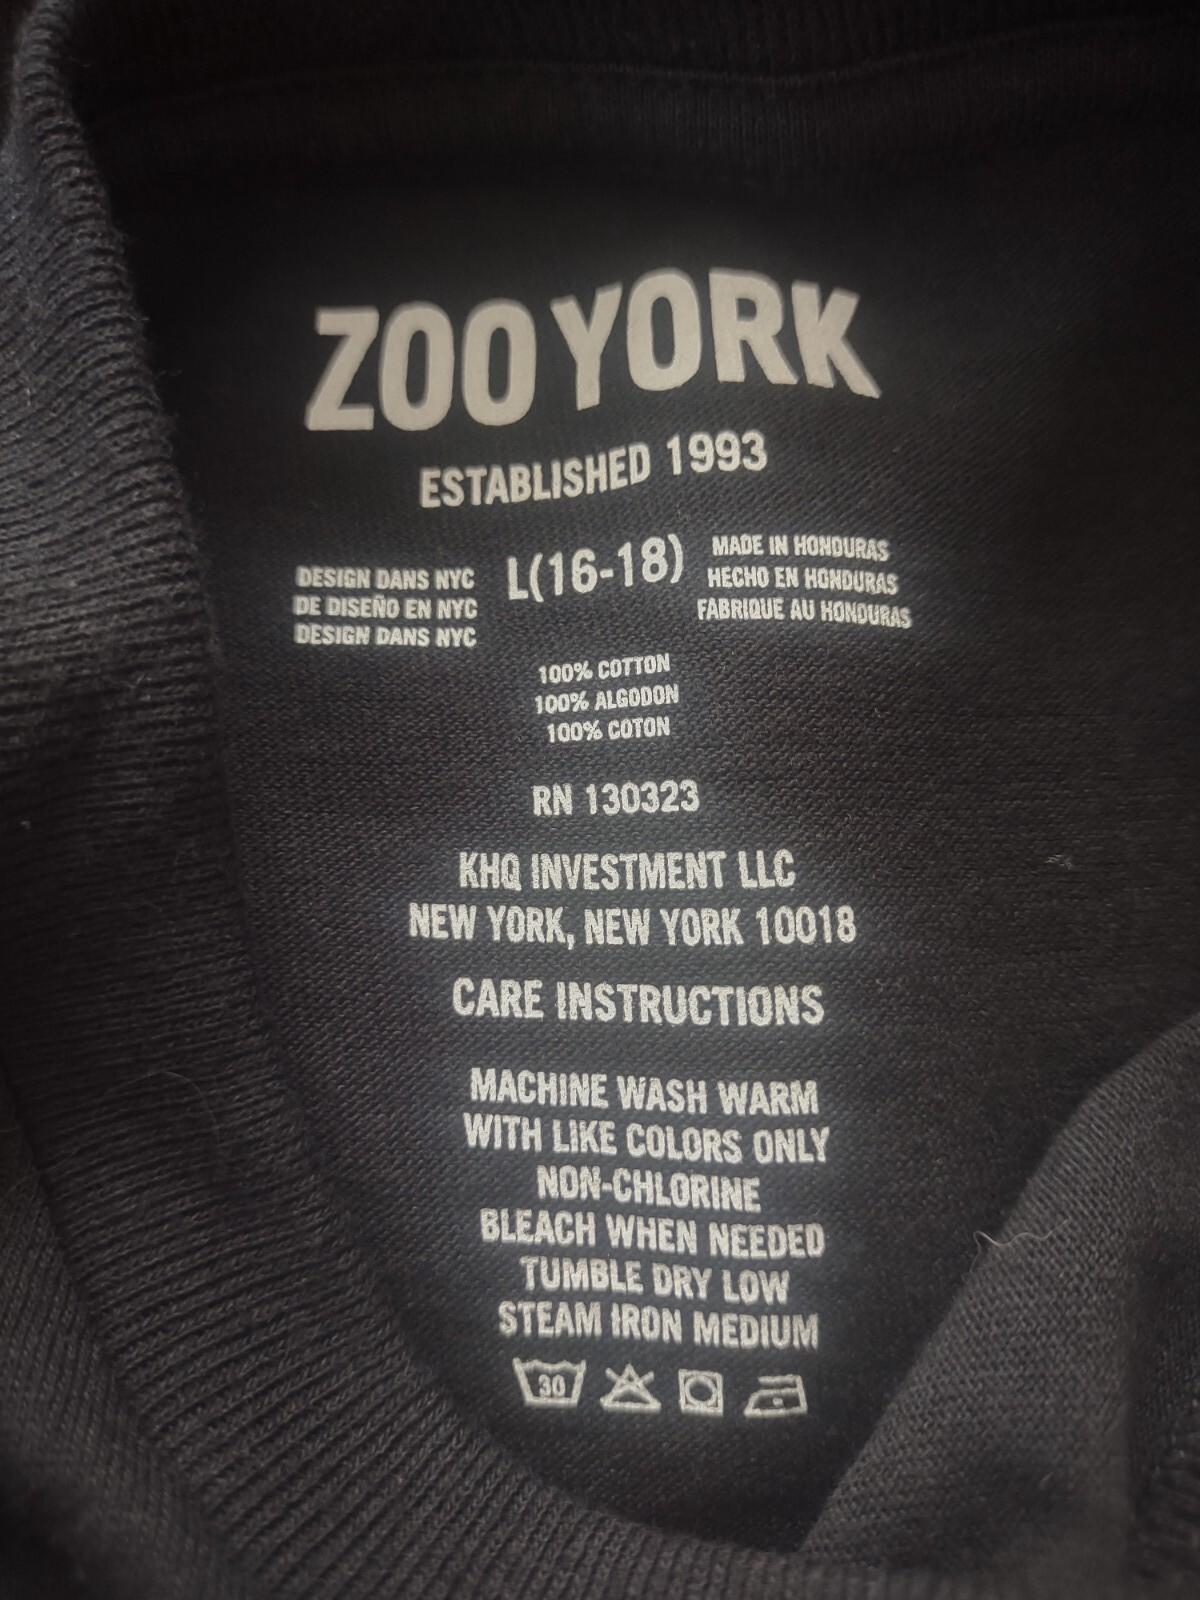 ZOO YORK
ESTABLISHED 1993
DESIGN DANS NYC
DE DISEÑO EN NYC
DESIGN DANS NYC
L(16-18)
MADE IN HONDURAS
HECHO EN HONDURAS
FABRIQUE AU HONDURAS
100% COTTON
100% ALGODON
100% COTON
RN 130323
KHQ INVESTMENT LLC
NEW YORK, NEW YORK 10018
CARE INSTRUCTIONS
MACHINE WASH WARM
WITH LIKE COLORS ONLY
NON-CHLORINE
BLEACH WHEN NEEDED
TUMBLE DRY LOW
STEAM IRON MEDIUM
30